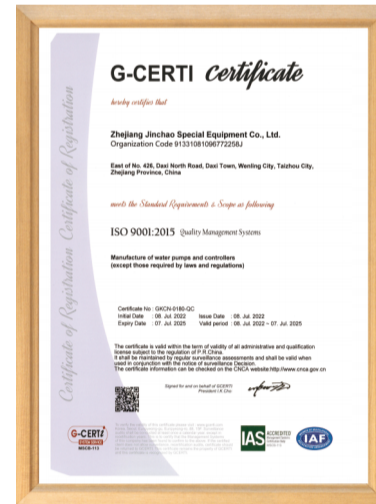 Certificate of Registration Certificate of Registration
G-CERTI Certificate
hereby certifies that
Zhejiang Jinchao Special Equipment Co., Ltd.
Organization Code 91331081096772258J
East of No. 426, Daxi North Road, Daxi Town, Wenling City, Taizhou City,
Zhejiang Province, China
meets the Standard Requirements & Scope as following
ISO 9001:2015 Quality Management Systems
Manufacture of water pumps and controllers
(except those required by laws and regulations)
Certificate No : GKCN-0180-QC
Initial Date : 08. Jul. 2022 Issue Date : 08. Jul. 2022
Expiry Date : 07. Jul. 2025 Valid period : 08. Jul. 2022 ~ 07. Jul. 2025
The certificate is valid within the term of validity of all administrative and qualification
license subject to the regulation of P.R.China.
It shall be maintained by regular surveillance assessments and shall be valid when
used in conjunction with the notice of surveillance Decision.
The certificate information can be checked on the CNCA website:http://www.cnca.gov.cn
Signed for and on behalf of GCERTI
President I.K.Cho
G-CERTi
MSCB-113
IAS ACCREDITED
IAF